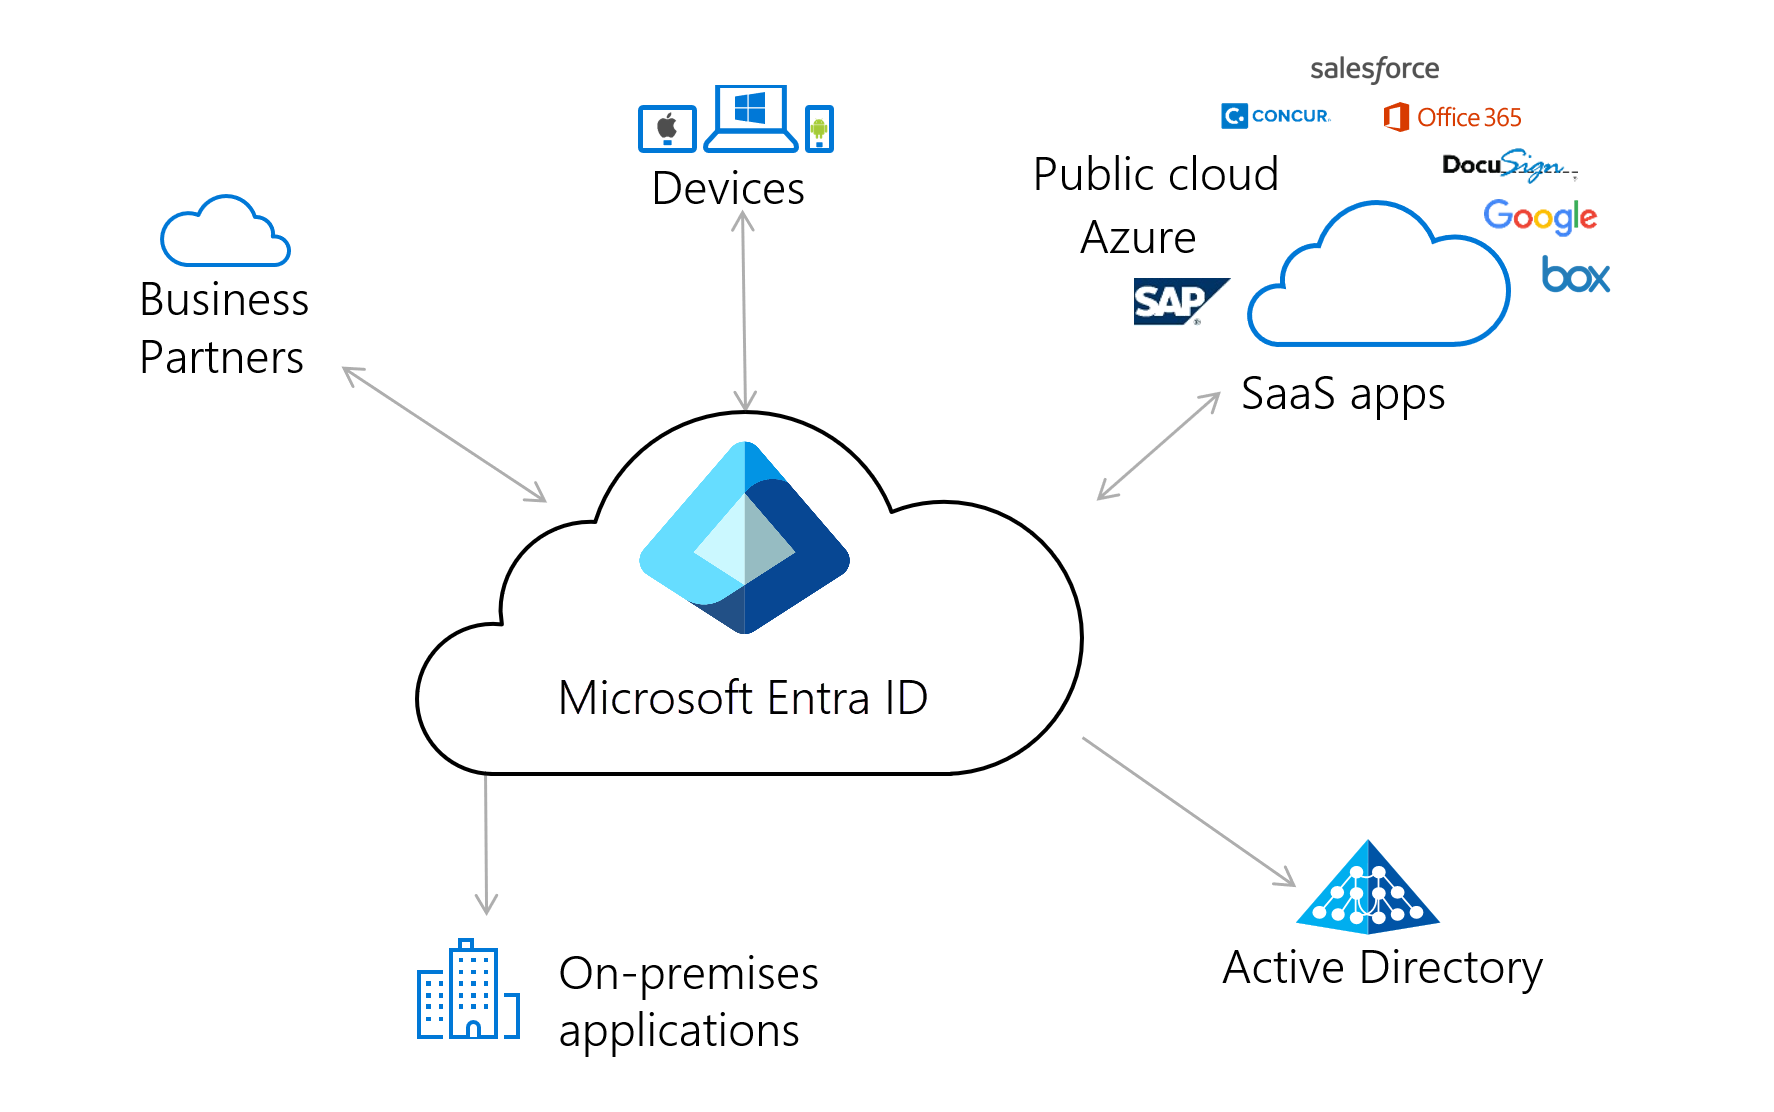 salesforce
C. CONCUR
Office 365
DocuSign
Google
box
Public cloud
Azure
SAP
SaaS apps
Devices
Business
Partners
Microsoft Entra ID
On-premises
applications
Active Directory